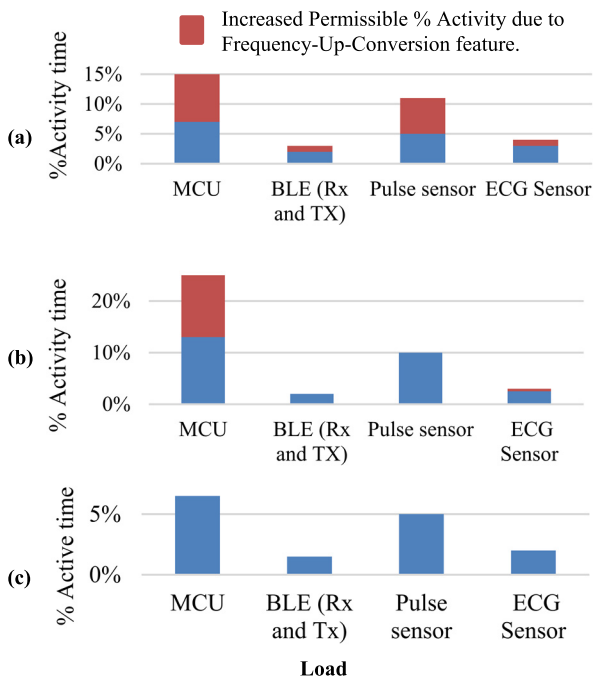 Increased Permissible % Activity due to
Frequency-Up-Conversion feature.
(a)
%Activity time
15%
10%
5%
0%
MCU
BLE (Rx
and TX)
Pulse sensor
ECG Sensor
(b)
% Activity time
20%
10%
0%
MCU
BLE (Rx
and TX)
Pulse sensor
ECG
Sensor
(c)
% Active time
5%
0%
MCU
BLE (Rx
and Tx)
Pulse
sensor
ECG
Sensor
Load